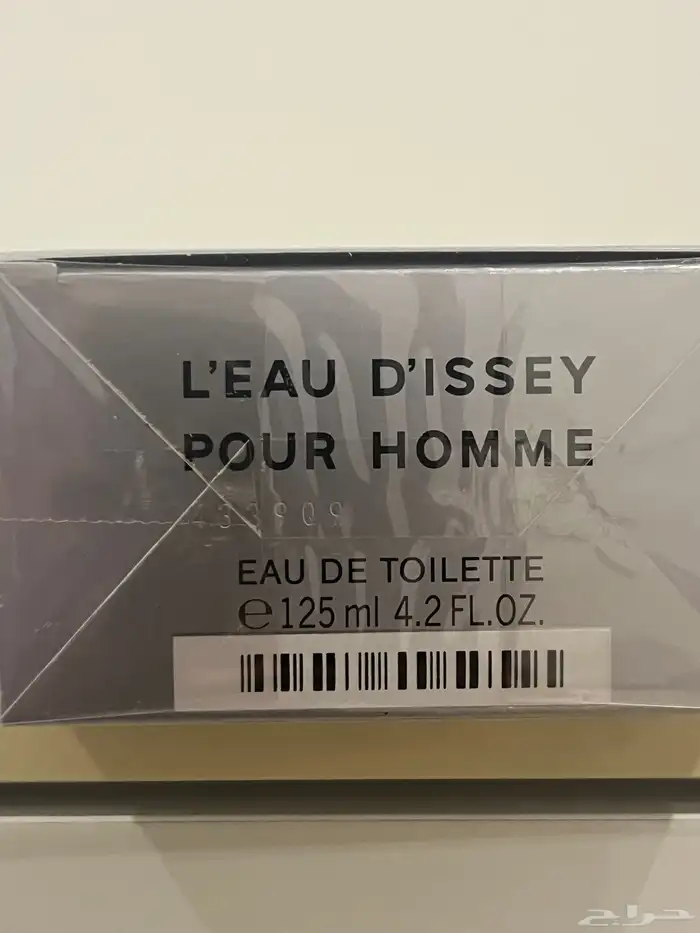 L'EAU D'ISSEY
POUR HOMME
EAU DE TOILETTE
℮ 125 ml 4.2 FL.OZ.
حراج